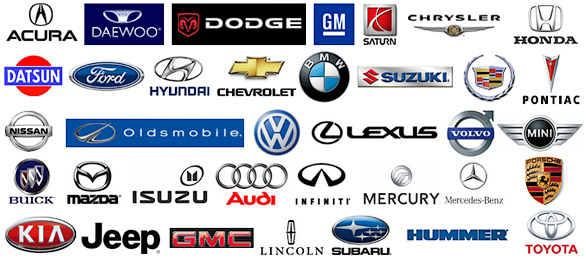 ACURA
DAEWOO
DODGE
GM
SATURN
CHRYSLER
HONDA
DATSUN
Ford
HYUNDAI
CHEVROLET
BMW
SUZUKI
PONTIAC
NISSAN
Oldsmobile
LEXUS
VOLVO
MINI
BUICK
mazda
ISUZU
Audi
INFINITI
MERCURY
Mercedes-Benz
PORSCHE
KIA
Jeep
GMC
LINCOLN
SUBARU
HUMMER
TOYOTA